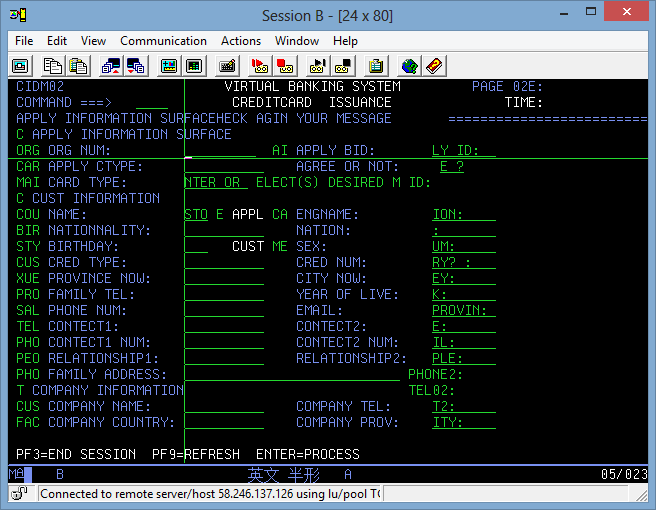 Session B - [24 x 80]
File Edit View Communication Actions Window Help
CIDM02 VIRTUAL BANKING SYSTEM PAGE 02E:
COMMAND ===> CREDITCARD ISSUANCE TIME:
APPLY INFORMATION SURFACEHECK AGIN YOUR MESSAGE =========================
C APPLY INFORMATION SURFACE
ORG ORG NUM: AI APPLY BID: LY ID:
CAR APPLY CTYPE: AGREE OR NOT: E ?
MAI CARD TYPE: NTER OR ELECT(S) DESIRED M ID:
C CUST INFORMATION
COU NAME: STO E APPL CA ENGNAME: ION:
BIR NATIONNALITY: NATION: :
STY BIRTHDAY: CUST ME SEX: UM:
CUS CRED TYPE: CRED NUM: RY? :
XUE PROVINCE NOW: CITY NOW: EY:
PRO FAMILY TEL: YEAR OF LIVE: K:
SAL PHONE NUM: EMAIL: PROVIN:
TEL CONTECT1: CONTECT2: E:
PHO CONTECT1 NUM: CONTECT2 NUM: IL:
PEO RELATIONSHIP1: RELATIONSHIP2: PLE:
PHO FAMILY ADDRESS: PHONE2:
T COMPANY INFORMATION TEL02:
CUS COMPANY NAME: COMPANY TEL: T2:
FAC COMPANY COUNTRY: COMPANY PROV: ITY:
PF3=END SESSION PF9=REFRESH ENTER=PROCESS
MA B 英文 半形 A 05/023
Connected to remote server/host 58.246.137.126 using lu/pool TC